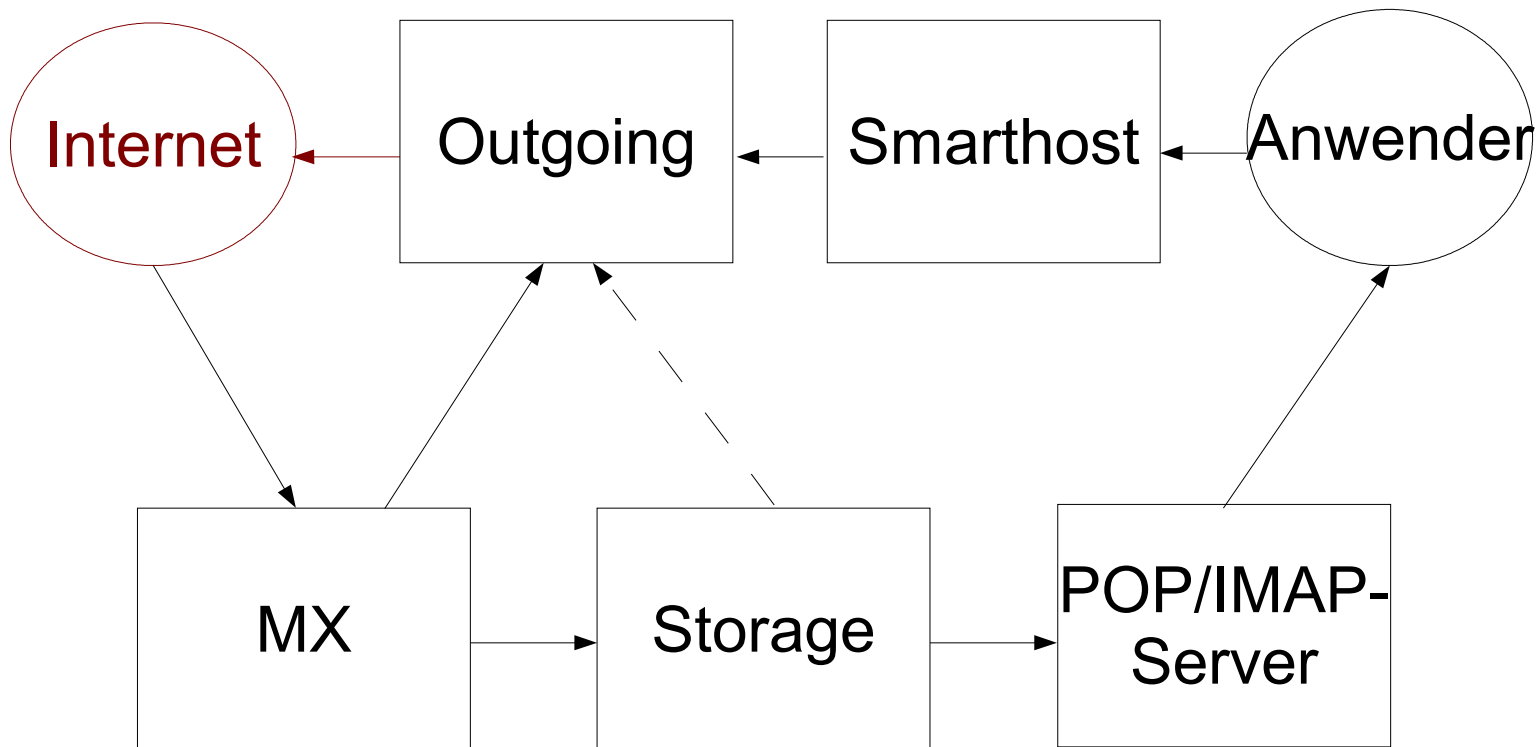 Internet
Outgoing
Smarthost
Anwender
MX
Storage
POP/IMAP-
Server